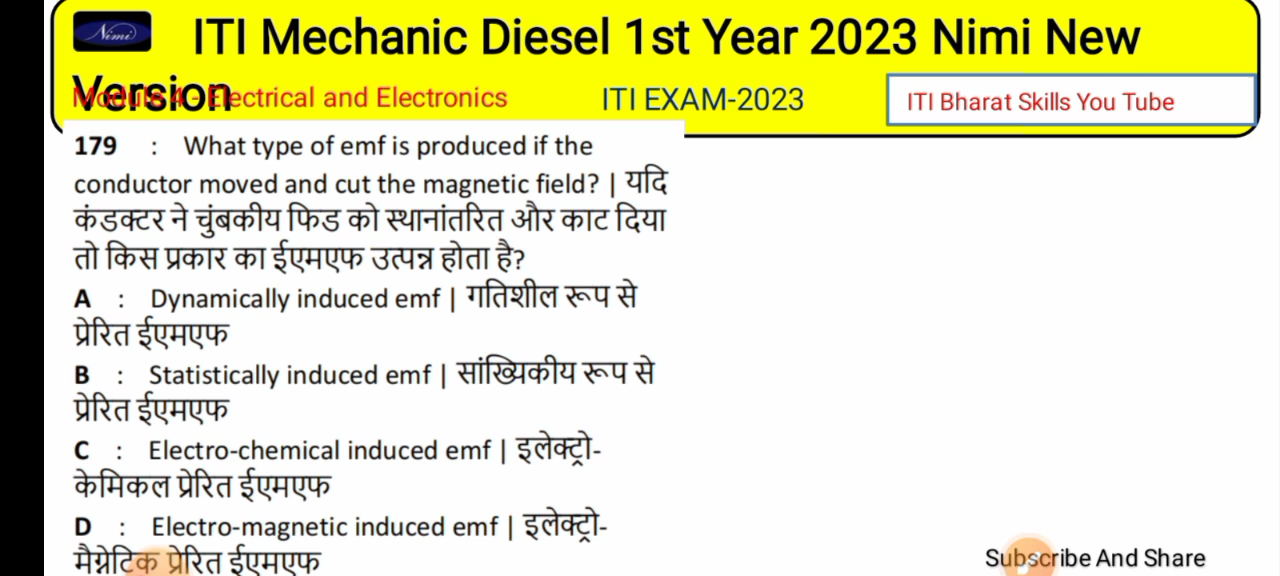 Nimi
ITI Mechanic Diesel 1st Year 2023 Nimi New
Version
Module 4 - Electrical and Electronics
ITI EXAM-2023
ITI Bharat Skills You Tube
179 : What type of emf is produced if the
conductor moved and cut the magnetic field? | यदि
कंडक्टर ने चुंबकीय फिड को स्थानांतरित और काट दिया
तो किस प्रकार का ईएमएफ उत्पन्न होता है?
A : Dynamically induced emf | गतिशील रूप से
प्रेरित ईएमएफ
B : Statistically induced emf | सांख्यिकीय रूप से
प्रेरित ईएमएफ
C : Electro-chemical induced emf | इलेक्ट्रो-
केमिकल प्रेरित ईएमएफ
D : Electro-magnetic induced emf | इलेक्ट्रो-
मैग्नेटिक प्रेरित ईएमएफ
Subscribe And Share